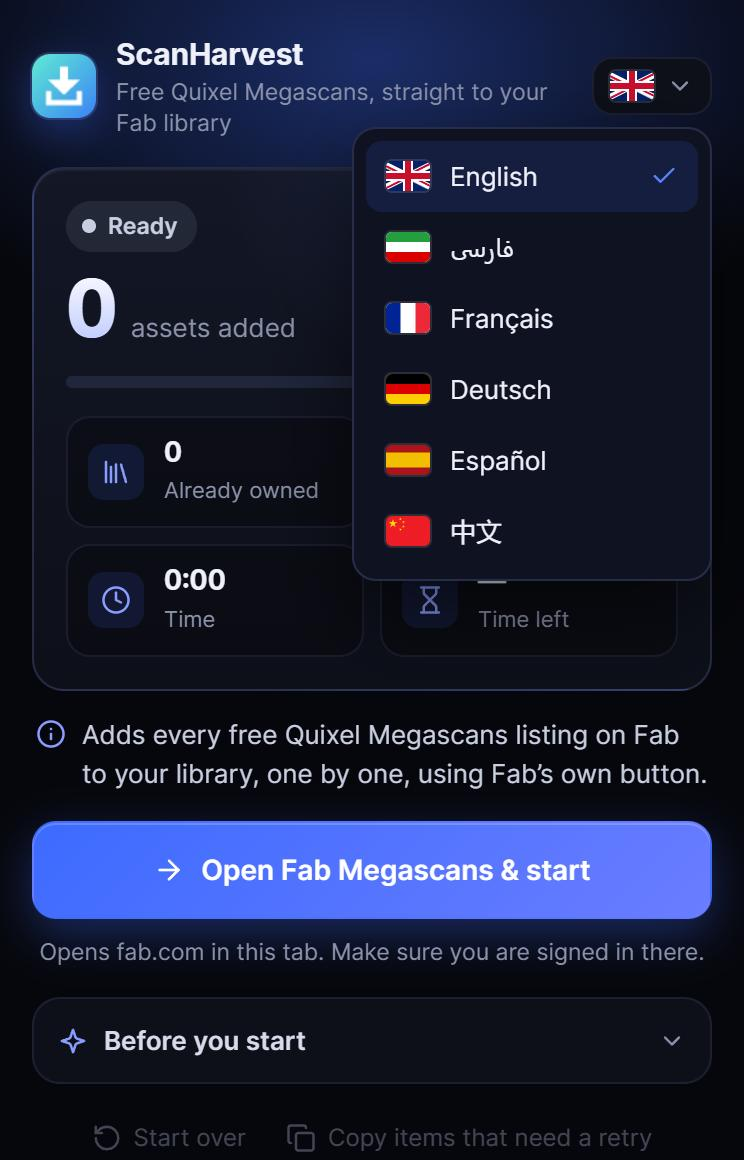 ScanHarvest
Free Quixel Megascans, straight to your
Fab library
English
فارسی
Français
Deutsch
Español
中文
Ready
0 assets added
0
Already owned
0:00
Time
Time left
Adds every free Quixel Megascans listing on Fab
to your library, one by one, using Fab’s own button.
Open Fab Megascans & start
Opens fab.com in this tab. Make sure you are signed in there.
Before you start
Start over
Copy items that need a retry